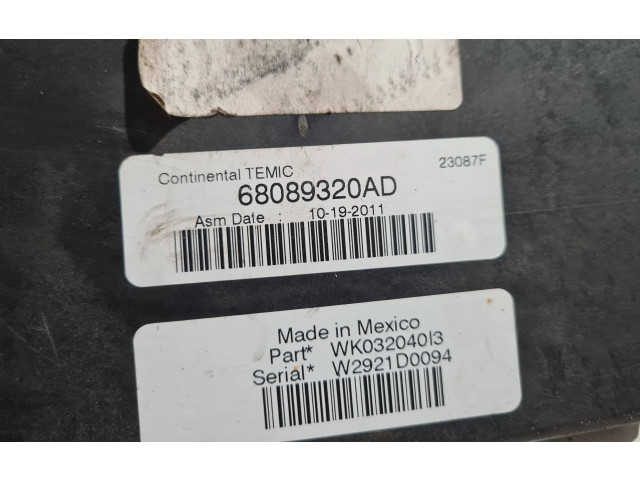 Continental TEMIC 23087F
68089320AD
Asm Date : 10-19-2011
Made in Mexico
Part* WK032040I3
Serial* W2921D0094